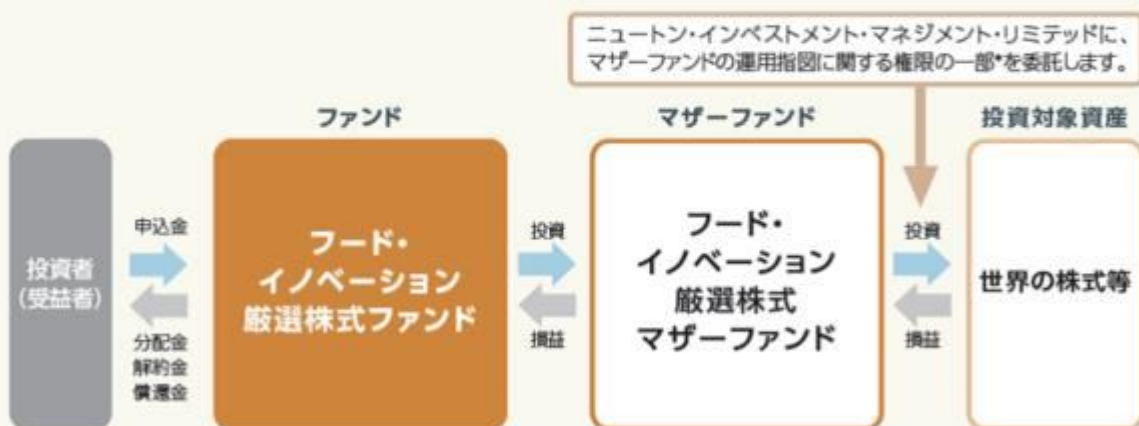 ニュートン・インベストメント・マネジメント・リミテッドに、
マザーファンドの運用指図に関する権限の一部*を委託します。
ファンド
マザーファンド
投資対象資産
投資者
(受益者)
申込金
分配金
解約金
償還金
フード・
イノベーション
厳選株式ファンド
投資
損益
フード・
イノベーション
厳選株式
マザーファンド
投資
損益
世界の株式等